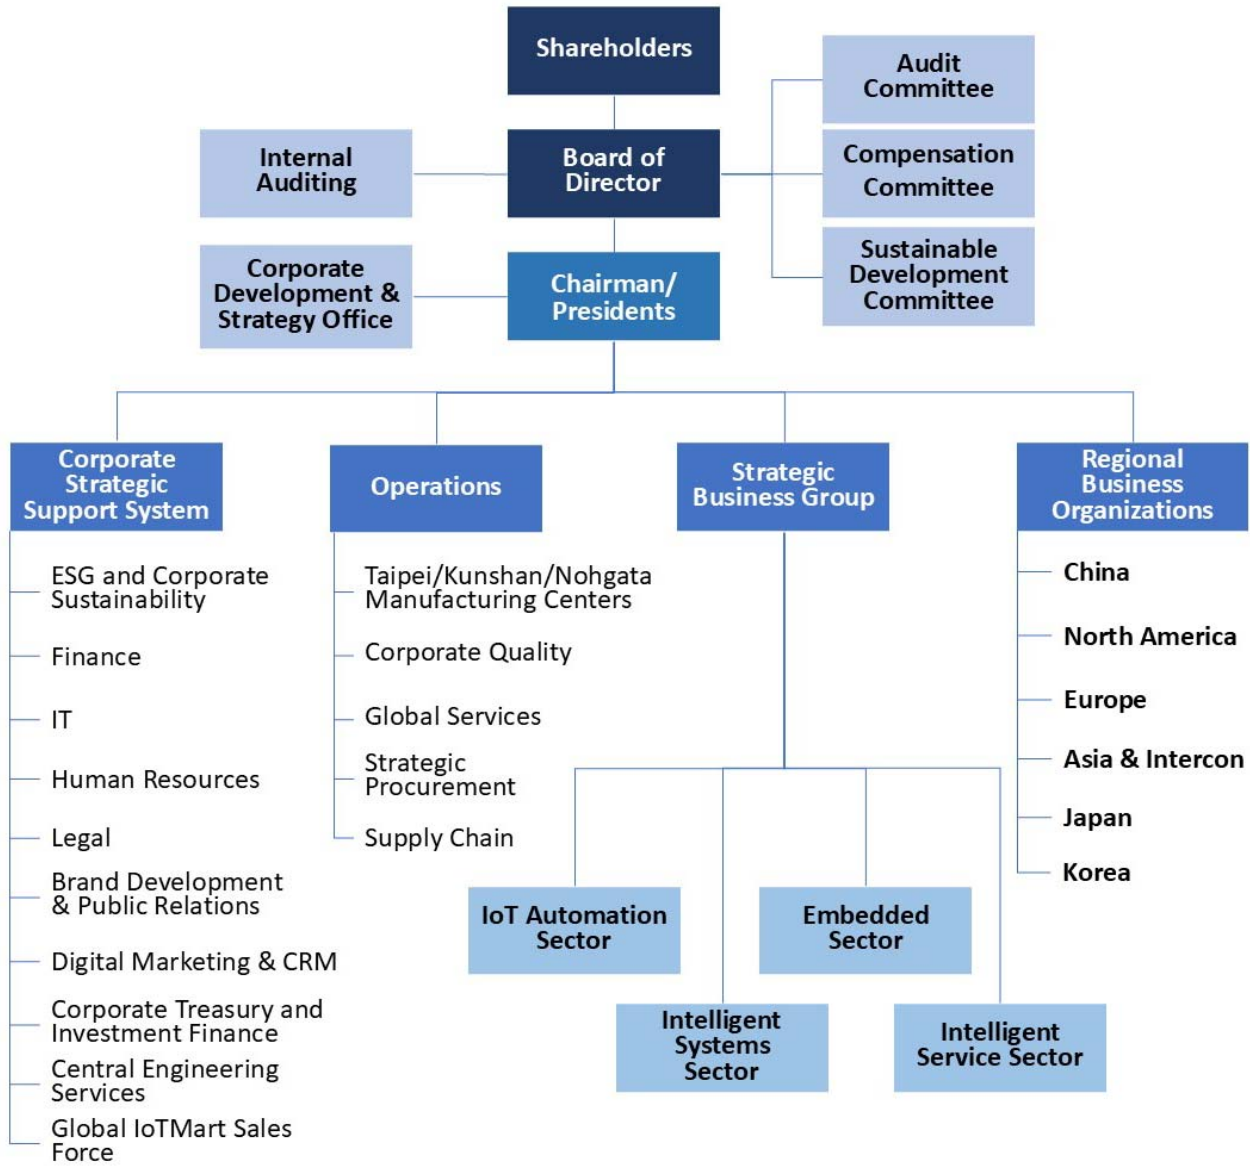 Shareholders
Audit
Committee
Internal
Auditing
Board of
Director
Compensation
Committee
Corporate
Development &
Strategy Office
Chairman/
Presidents
Sustainable
Development
Committee
Corporate
Strategic
Support System
ESG and Corporate
Sustainability
Finance
IT
Human Resources
Legal
Brand Development
& Public Relations
Digital Marketing & CRM
Corporate Treasury and
Investment Finance
Central Engineering
Services
Global IoTMart Sales
Force
Operations
Taipei/Kunshan/Nohgata
Manufacturing Centers
Corporate Quality
Global Services
Strategic
Procurement
Supply Chain
Strategic
Business Group
IoT Automation
Sector
Embedded
Sector
Intelligent
Systems
Sector
Intelligent
Service Sector
Regional
Business
Organizations
China
North America
Europe
Asia & Intercon
Japan
Korea